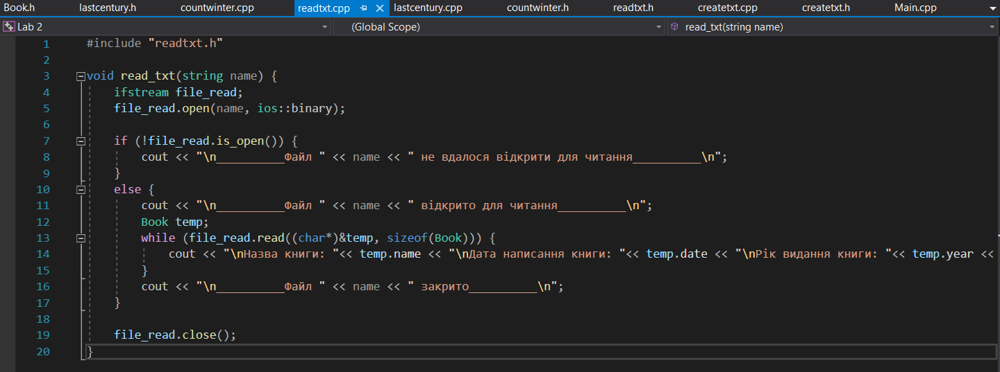 Book.h lastcentury.h countwinter.cpp readtxt.cpp lastcentury.cpp countwinter.h readtxt.h createtxt.cpp createtxt.h Main.cpp
Lab 2 (Global Scope) read_txt(string name)
1 #include "readtxt.h"
2
3 void read_txt(string name) {
4 ifstream file_read;
5 file_read.open(name, ios::binary);
6
7 if (!file_read.is_open()) {
8 cout << "\n__________Файл " << name << " не вдалося відкрити для читання__________\n";
9 }
10 else {
11 cout << "\n__________Файл " << name << " відкрито для читання__________\n";
12 Book temp;
13 while (file_read.read((char*)&temp, sizeof(Book))) {
14 cout << "\nНазва книги: "<< temp.name << "\nДата написання книги: "<< temp.date << "\nРік видання книги: "<< temp.year <<
15 }
16 cout << "\n__________Файл " << name << " закрито__________\n";
17 }
18
19 file_read.close();
20 }